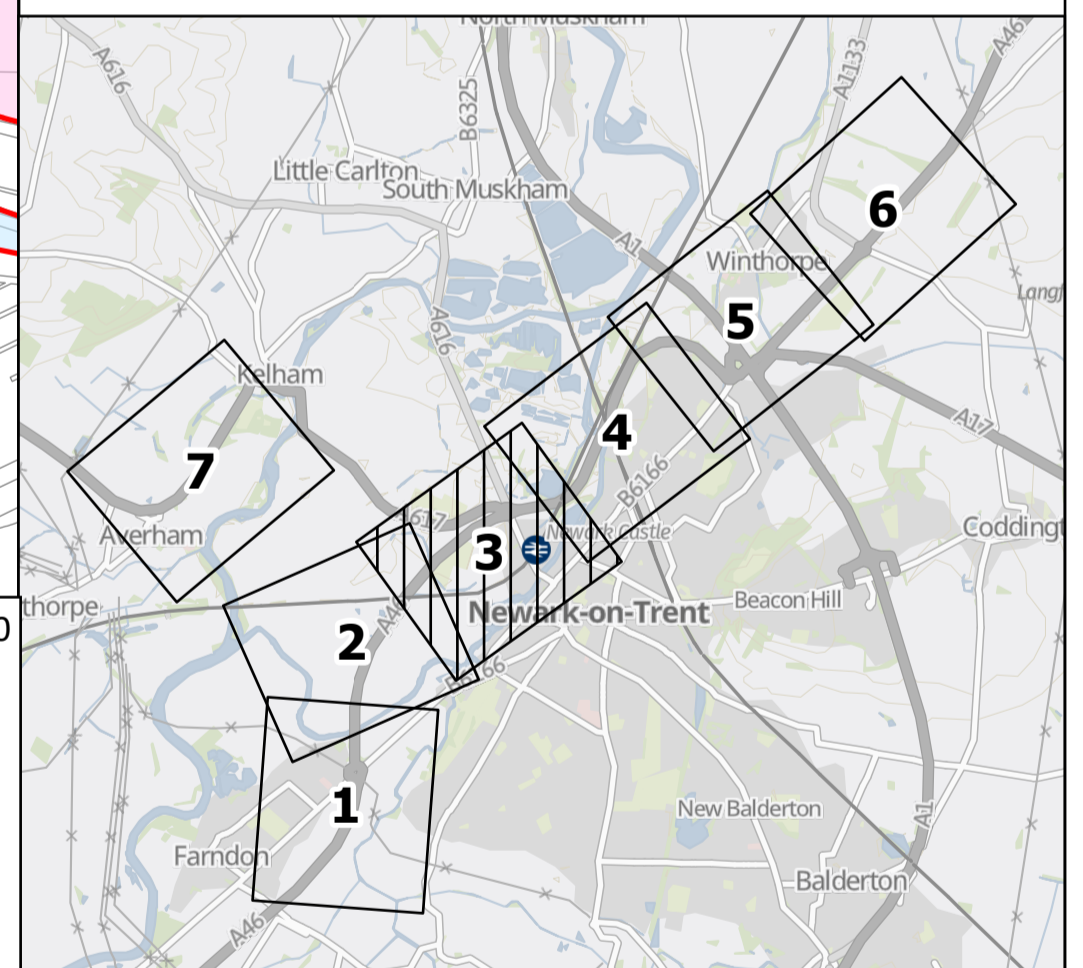 North Muskham
A46
A616
A1133
B6325
Little Carlton
South Muskham
6
A1
Winthorpe
Langf
A616
5
Kelham
A17
4
7
B6166
A617
Newark Castle
Averham
3
Coddingt
thorpe
A46
Newark-on-Trent
Beacon Hill
0
2
B6166
1
New Balderton
A1
Farndon
Balderton
A46